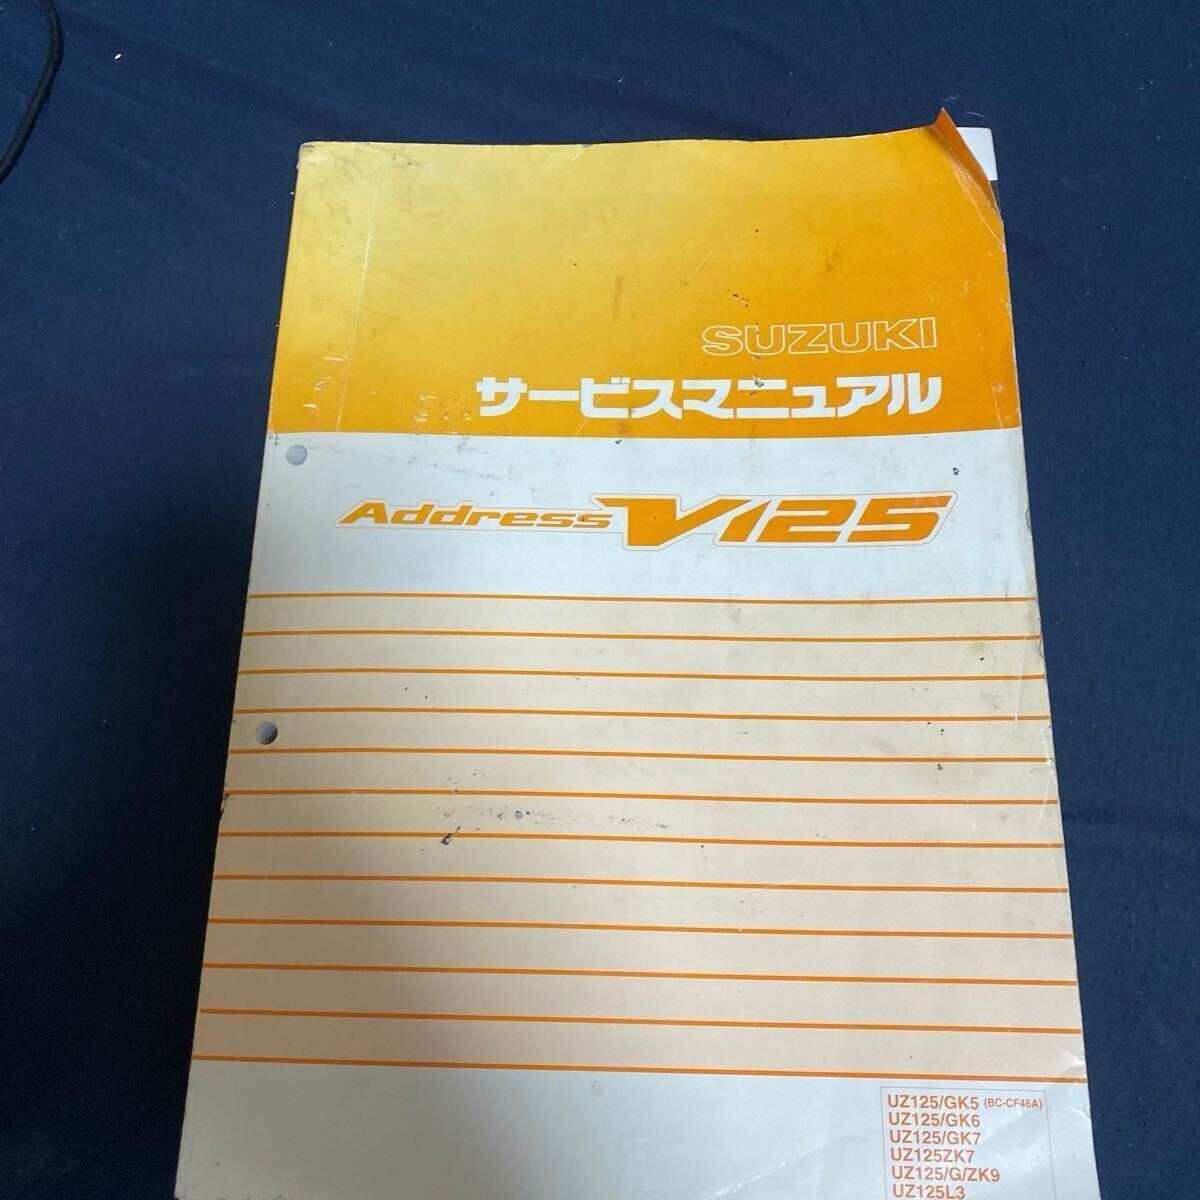 SUZUKI
サービスマニュアル
Address V125
UZ125/GK5 (BC-CF46A)
UZ125/GK6
UZ125/GK7
UZ125ZK7
UZ125/G/ZK9
UZ125L3